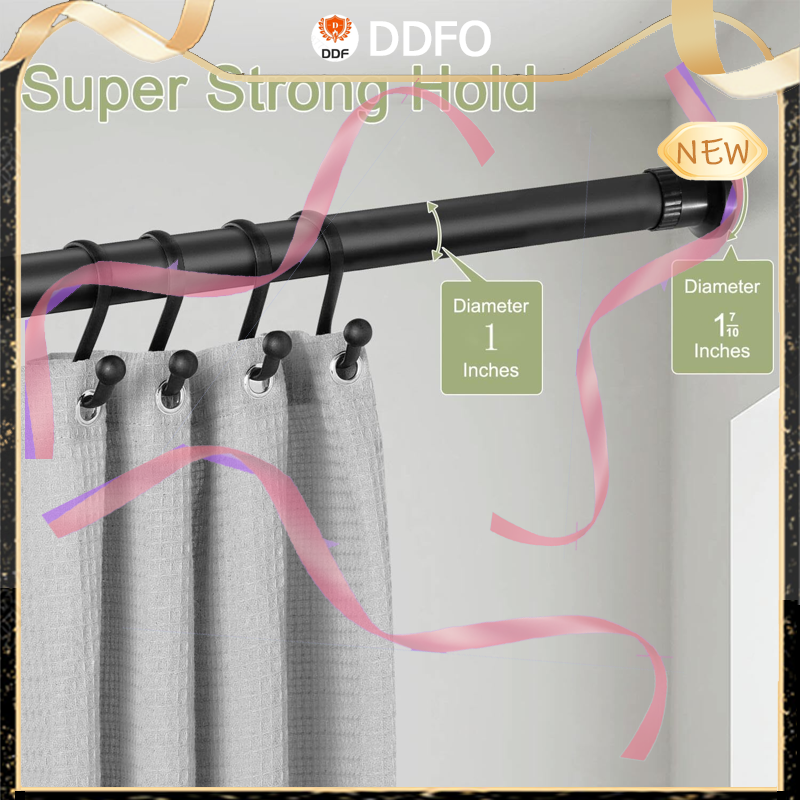 DDF
DDFO
Super Strong Hold
NEW
Diameter
1
Inches
Diameter
1 7/10
Inches